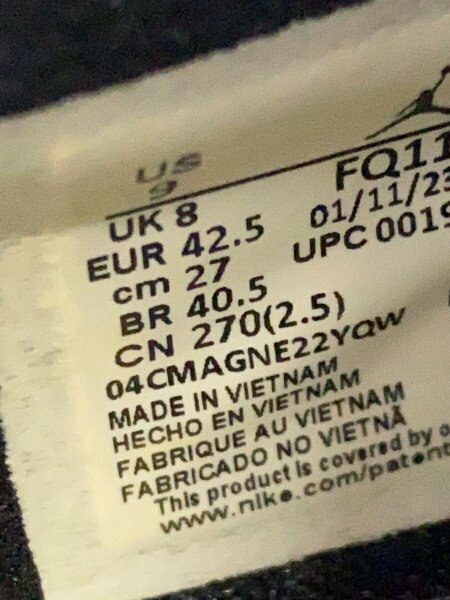 US
9
FQ11
UK 8
01/11/23
EUR 42.5
UPC 0019
cm 27
BR 40.5
CN 270(2.5)
04CMAGNE22YQW
MADE IN VIETNAM
HECHO EN VIETNAM
FABRIQUE AU VIETNAM
FABRICADO NO VIETNÃ
This product is covered by o
www.nike.com/patent